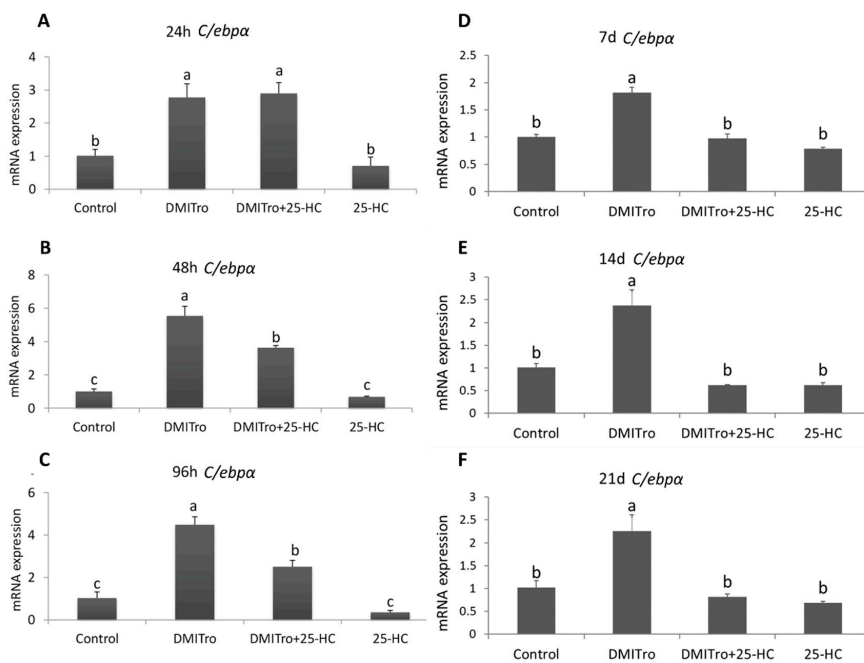 A
24h C/ebpα
mRNA expression
4
3
2
1
0
a
a
b
b
Control DMITro DMITro+25-HC 25-HC
B
48h C/ebpα
mRNA expression
8
6
4
2
0
a
b
c
c
Control DMITro DMITro+25-HC 25-HC
C
96h C/ebpα
mRNA expression
6
4
2
0
a
b
c
c
Control DMITro DMITro+25-HC 25-HC
D
7d C/ebpα
mRNA expression
2.5
2
1.5
1
0.5
0
a
b
b
b
Control DMITro DMITro+25-HC 25-HC
E
14d C/ebpα
mRNA expression
3
2.5
2
1.5
1
0.5
0
a
b
b
b
Control DMITro DMITro+25-HC 25-HC
F
21d C/ebpα
mRNA expression
3
2.5
2
1.5
1
0.5
0
a
b
b
b
Control DMITro DMITro+25-HC 25-HC